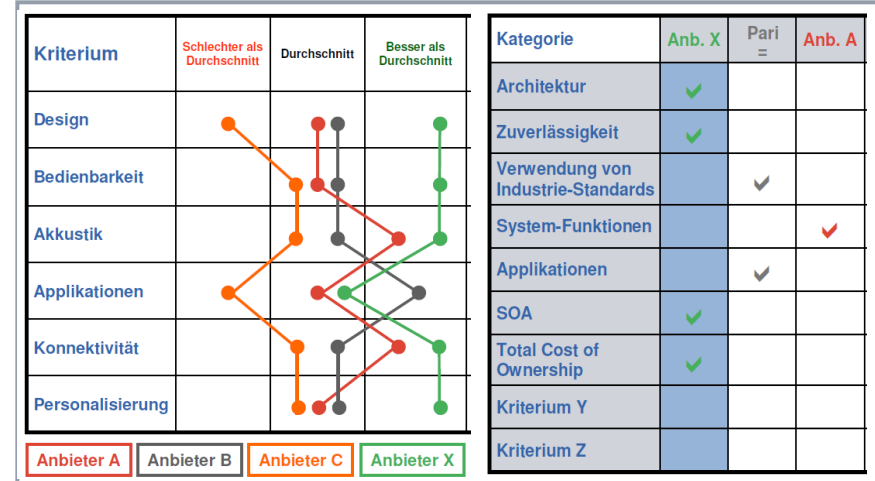 Kriterium
Schlechter als
Durchschnitt
Durchschnitt
Besser als
Durchschnitt
Design
Bedienbarkeit
Akkustik
Applikationen
Konnektivität
Personalisierung
Anbieter A
Anbieter B
Anbieter C
Anbieter X
Kategorie
Anb. X
Pari
=
Anb. A
Architektur
Zuverlässigkeit
Verwendung von
Industrie-Standards
System-Funktionen
Applikationen
SOA
Total Cost of
Ownership
Kriterium Y
Kriterium Z